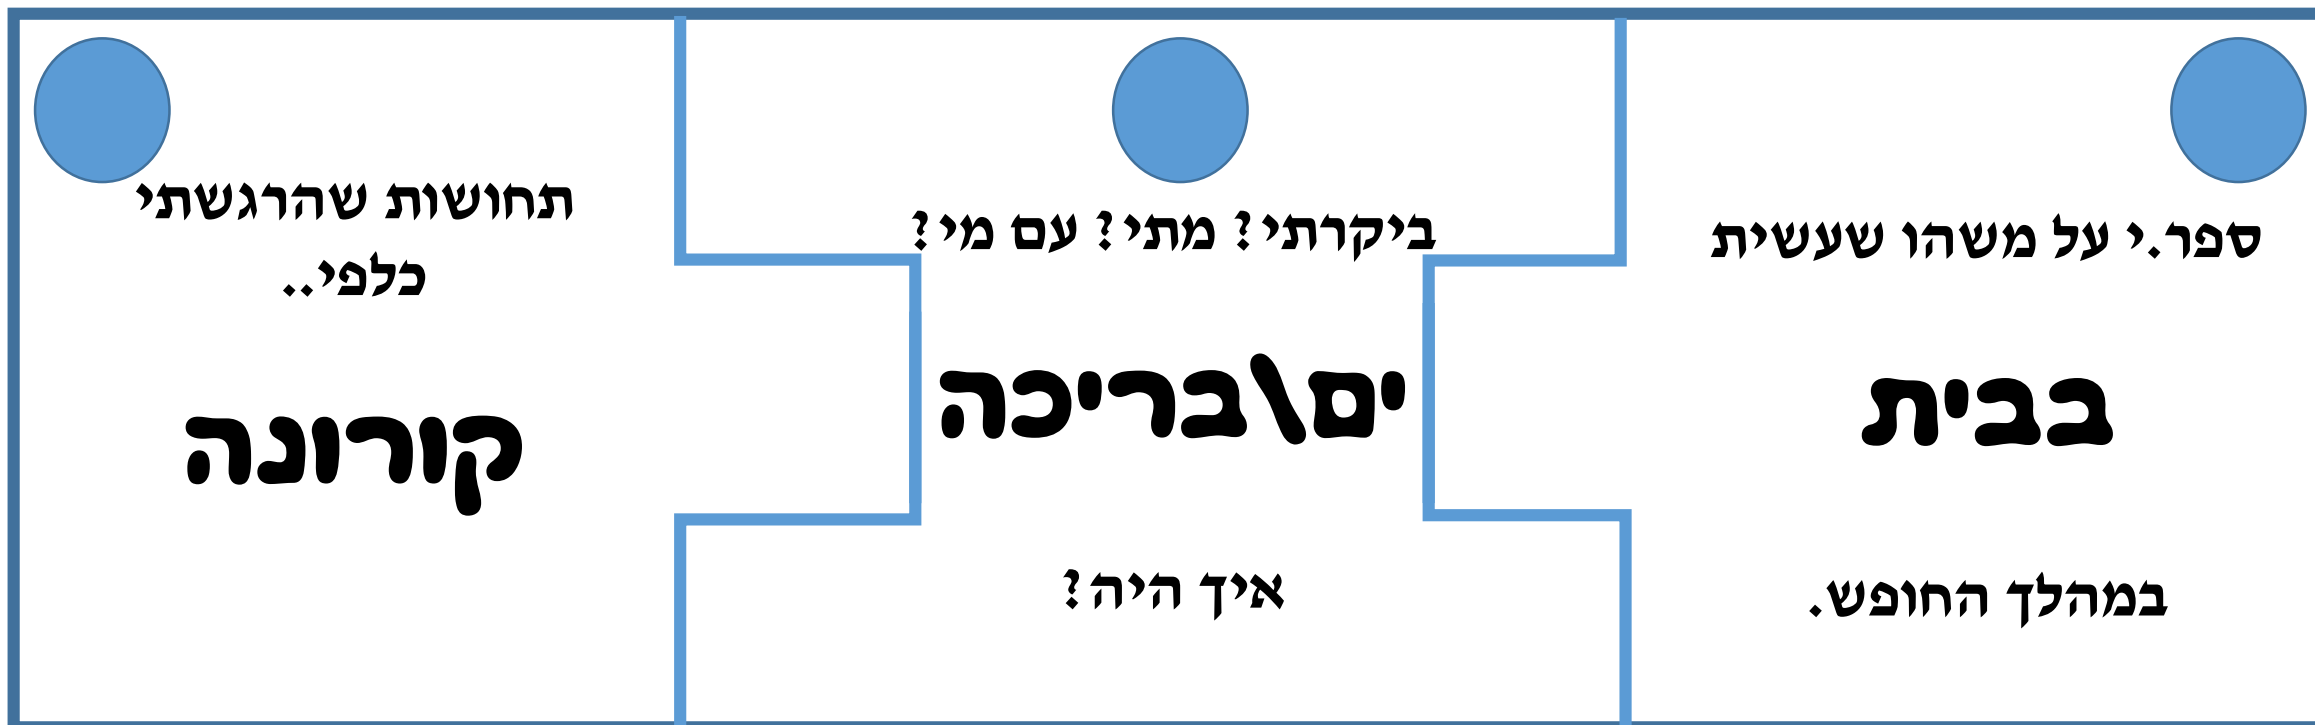 ספר.י על משהו שעשית
בבית
במהלך החופש.
ביקרתי? מתי? עם מי?
ים\בריכה
איך היה?
תחושות שהרגשתי
כלפי..
קורונה